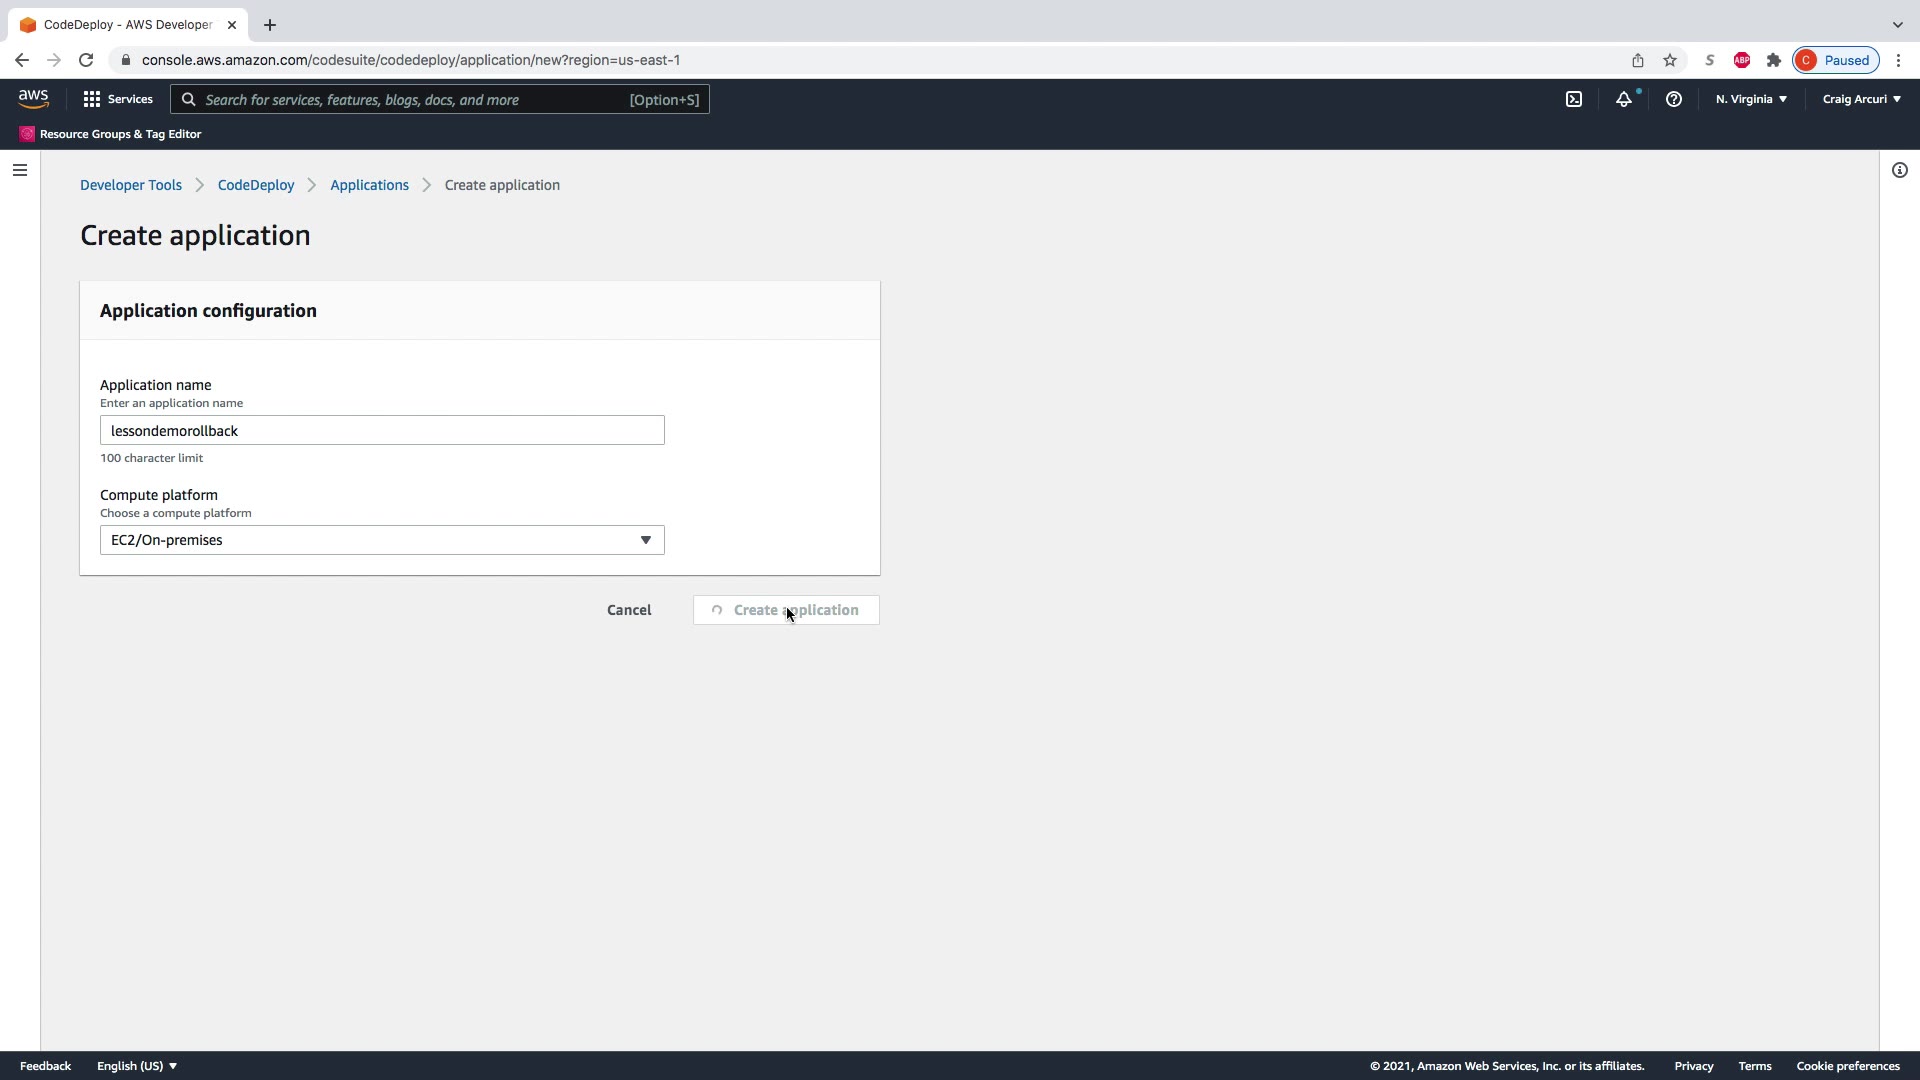 CodeDeploy - AWS Developer
console.aws.amazon.com/codesuite/codedeploy/application/new?region=us-east-1
S
ABP
C Paused
aws
Services
Search for services, features, blogs, docs, and more [Option+S]
N. Virginia
Craig Arcuri
Resource Groups & Tag Editor
Developer Tools
CodeDeploy
Applications
Create application
Create application
Application configuration
Application name
Enter an application name
lessondemorollback
100 character limit
Compute platform
Choose a compute platform
EC2/On-premises
Cancel
Create application
Feedback
English (US)
© 2021, Amazon Web Services, Inc. or its affiliates.
Privacy
Terms
Cookie preferences